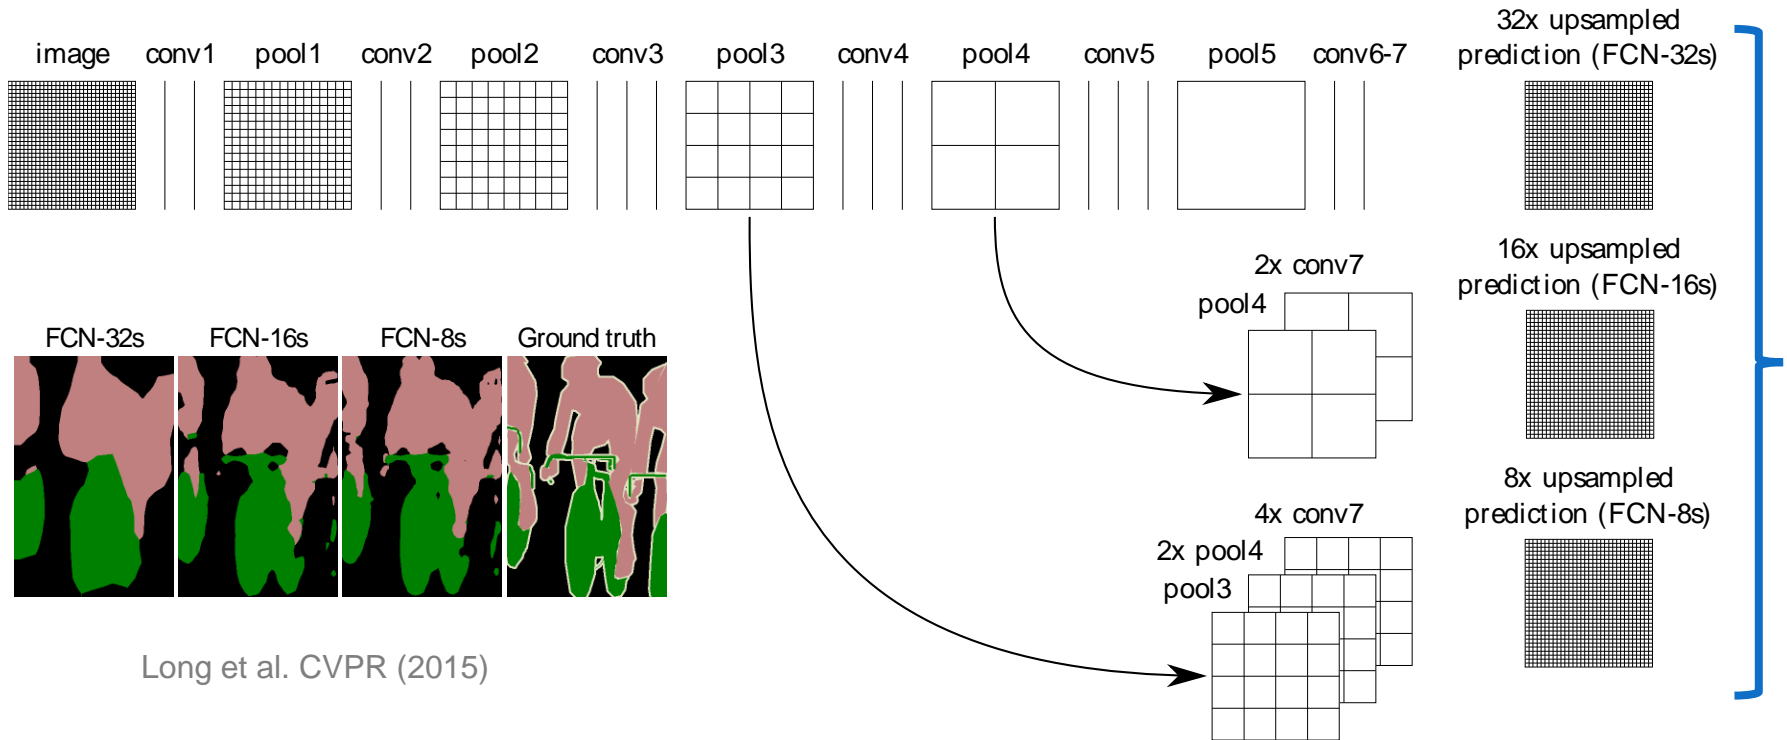 image conv1 pool1 conv2 pool2 conv3 pool3 conv4 pool4 conv5 pool5 conv6-7
32x upsampled
prediction (FCN-32s)
2x conv7
pool4
16x upsampled
prediction (FCN-16s)
4x conv7
2x pool4
pool3
8x upsampled
prediction (FCN-8s)
FCN-32s FCN-16s FCN-8s Ground truth
Long et al. CVPR (2015)